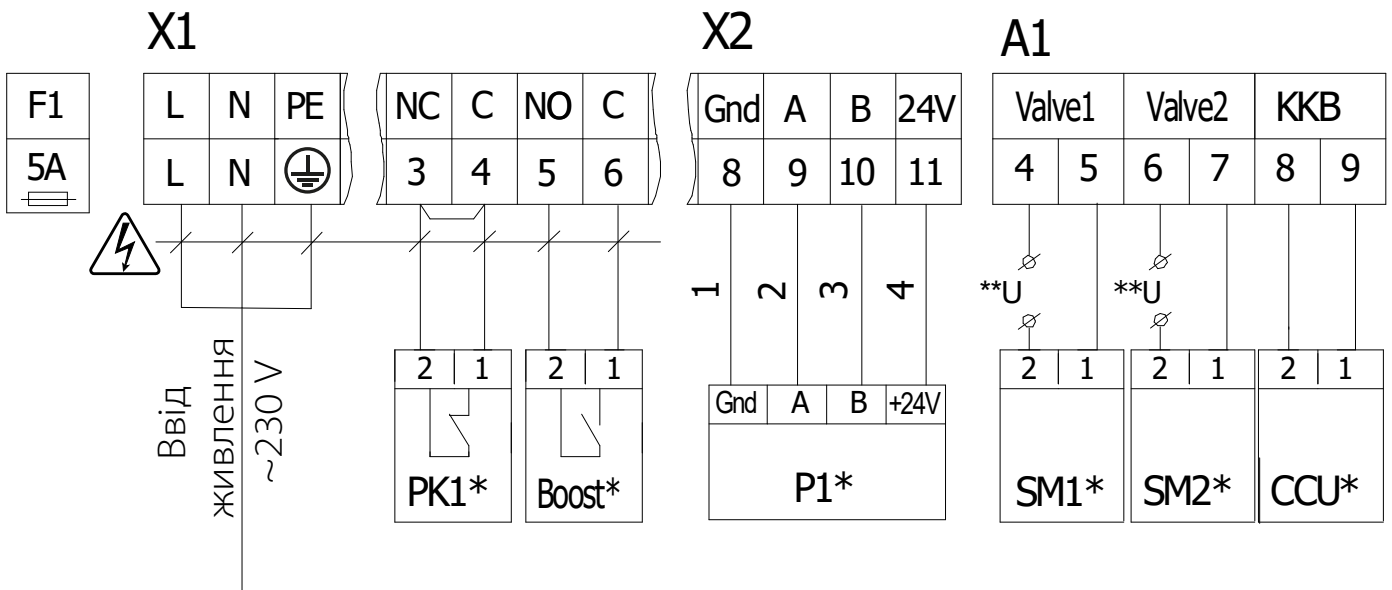 X1 X2 A1
F1 L N PE NC C NO C Gnd A B 24V Valve1 Valve2 KKB
5A L N 3 4 5 6 8 9 10 11 4 5 6 7 8 9
1 2 3 4
**U **U
2 1 2 1 2 1 2 1 2 1
Gnd A B +24V
Ввід
живлення
~230 V
PK1* Boost* P1* SM1* SM2* CCU*